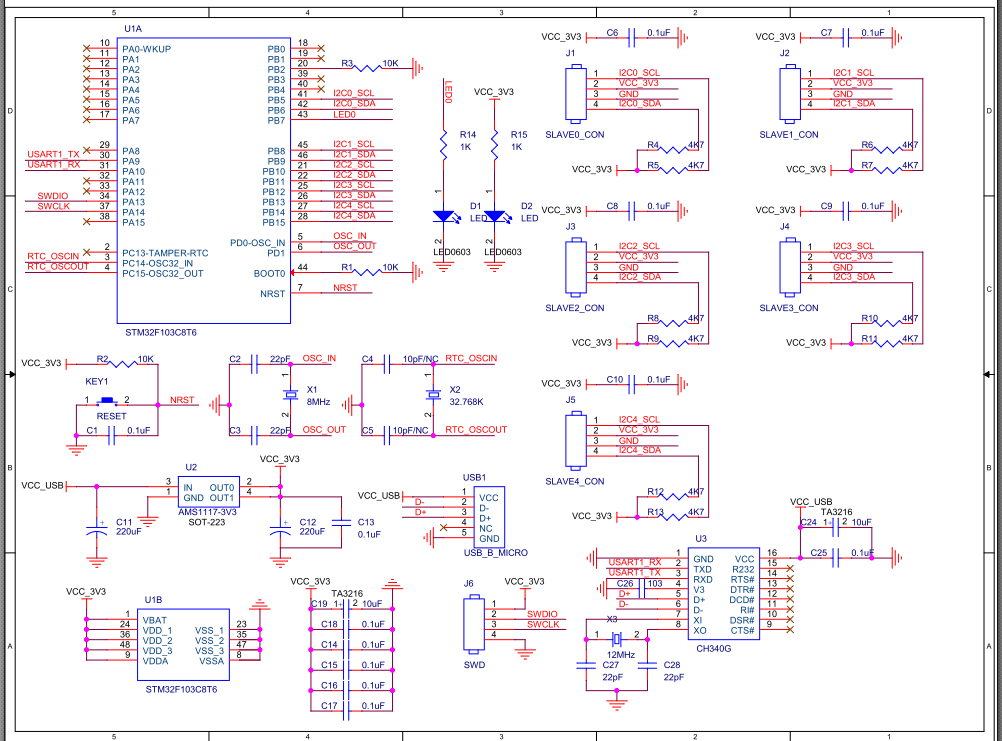 5 4 3 2 1
U1A
10 PA0-WKUP PB0 18
11 PA1 PB1 19
12 PA2 PB2 20 R3 10K
13 PA3 PB3 39
14 PA4 PB4 40
15 PA5 PB5 41 I2C0_SCL
16 PA6 PB6 42 I2C0_SDA
17 PA7 PB7 43 LED0
29 PA8 PB8 45 I2C1_SCL
USART1_TX 30 PA9 PB9 46 I2C1_SDA
USART1_RX 31 PA10 PB10 21 I2C2_SCL
32 PA11 PB11 22 I2C2_SDA
33 PA12 PB12 25 I2C3_SCL
SWDIO 34 PA13 PB13 26 I2C3_SDA
SWCLK 37 PA14 PB14 27 I2C4_SCL
38 PA15 PB15 28 I2C4_SDA
PD0-OSC_IN 5 OSC_IN
2 PC13-TAMPER-RTC PD1 6 OSC_OUT
RTC_OSCIN 3 PC14-OSC32_IN
RTC_OSCOUT 4 PC15-OSC32_OUT BOOT0 44 R1 10K
NRST 7 NRST
STM32F103C8T6
LED0
VCC_3V3
R14 1K
R15 1K
1 1
D1 LED
D2 LED
2 2
LED0603 LED0603
VCC_3V3 C6 0.1uF
J1
1 I2C0_SCL
2 VCC_3V3
3 GND
4 I2C0_SDA
SLAVE0_CON
R4 4K7
VCC_3V3 R5 4K7
VCC_3V3 C7 0.1uF
J2
1 I2C1_SCL
2 VCC_3V3
3 GND
4 I2C1_SDA
SLAVE1_CON
R6 4K7
VCC_3V3 R7 4K7
VCC_3V3 C8 0.1uF
J3
1 I2C2_SCL
2 VCC_3V3
3 GND
4 I2C2_SDA
SLAVE2_CON
R8 4K7
VCC_3V3 R9 4K7
VCC_3V3 C9 0.1uF
J4
1 I2C3_SCL
2 VCC_3V3
3 GND
4 I2C3_SDA
SLAVE3_CON
R10 4K7
VCC_3V3 R11 4K7
VCC_3V3 C10 0.1uF
J5
1 I2C4_SCL
2 VCC_3V3
3 GND
4 I2C4_SDA
SLAVE4_CON
R12 4K7
VCC_3V3 R13 4K7
VCC_3V3 R2 10K
KEY1
1 2 NRST
RESET
C1 0.1uF
C2 22pF OSC_IN
1
X1
8MHz
2
C3 22pF OSC_OUT
C4 10pF/NC RTC_OSCIN
1
X2
32.768K
2
C5 10pF/NC RTC_OSCOUT
U2
VCC_3V3
VCC_USB 3 IN OUT0 2
1 GND OUT1 4
AMS1117-3V3
SOT-223
+
C11
220uF
+
C12
220uF
C13
0.1uF
USB1
VCC_USB 1 VCC
D- 2 D-
D+ 3 D+
4 NC
5 GND
USB_B_MICRO
VCC_USB
TA3216
C24 1+ 2 10uF
C25 0.1uF
U3
1 GND VCC 16
USART1_RX 2 TXD R232 15
USART1_TX 3 RXD RTS# 14
C26 103 4 V3 DTR# 13
D+ 5 D+ DCD# 12
D- 6 D- RI# 11
7 XI DSR# 10
8 XO CTS# 9
CH340G
X3
1 2
12MHz
C27
22pF
C28
22pF
VCC_3V3
U1B
1 VBAT
24 VDD_1 VSS_1 23
36 VDD_2 VSS_2 35
48 VDD_3 VSS_3 47
9 VDDA VSSA 8
STM32F103C8T6
VCC_3V3
TA3216
C19 1+ 2 10uF
C18 0.1uF
C14 0.1uF
C15 0.1uF
C16 0.1uF
C17 0.1uF
J6
VCC_3V3
1
2 SWDIO
3 SWCLK
4
SWD
D D
C C
B B
A A
5 4 3 2 1